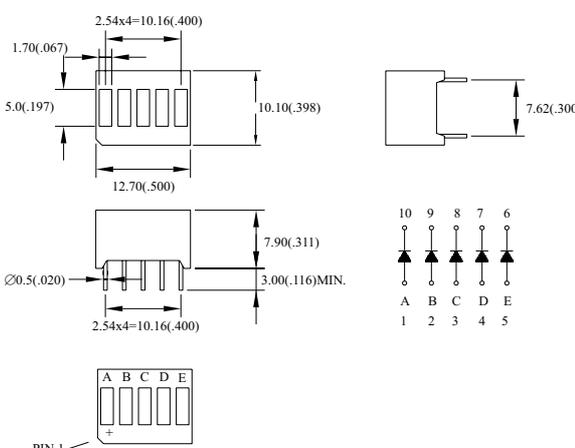 2.54x4=10.16(.400)
1.70(.067)
5.0(.197)
10.10(.398)
12.70(.500)
7.62(.300
7.90(.311)
Ø0.5(.020)
3.00(.116)MIN.
2.54x4=10.16(.400)
10 9 8 7 6
A B C D E
1 2 3 4 5
A B C D E
+
PIN 1